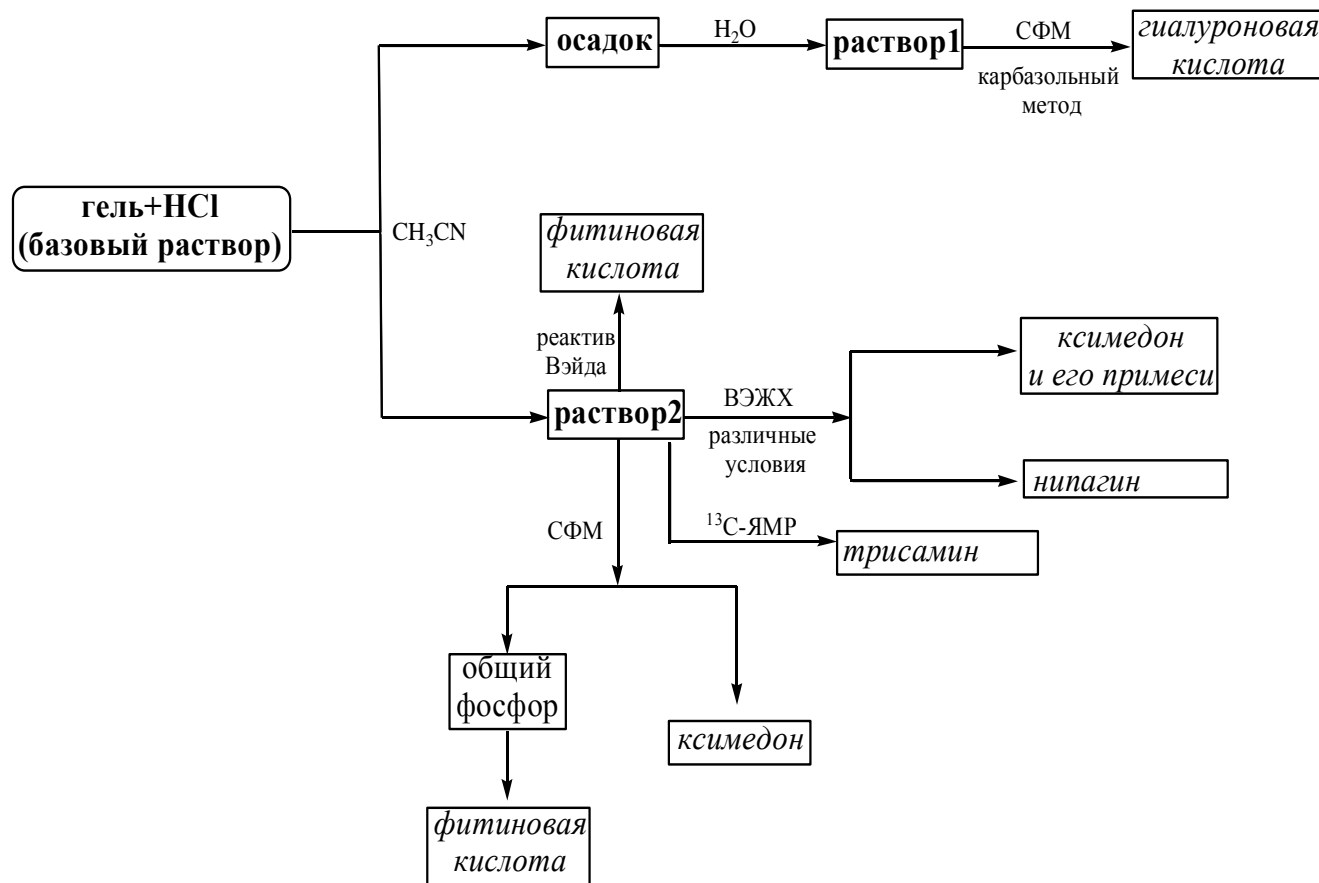 осадок
H₂O
раствор1
СФМ
карбазольный
метод
гиалуроновая
кислота
гель+HCl
(базовый раствор)
CH₃CN
фитиновая
кислота
реактив
Вэйда
раствор2
ВЭЖХ
различные
условия
ксимедон
и его примеси
нипагин
¹³С-ЯМР
трисамин
СФМ
общий
фосфор
ксимедон
фитиновая
кислота